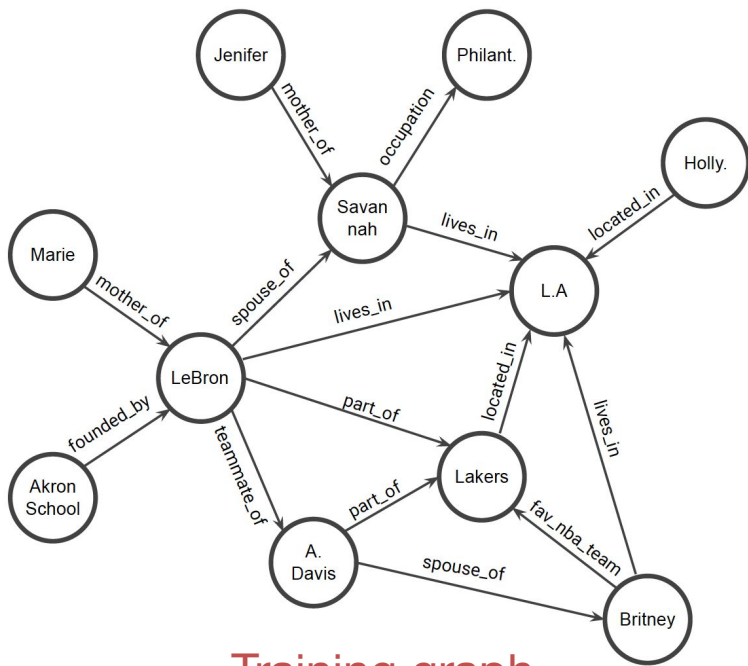 Jenifer
Philant.
mother_of
occupation
Holly.
Savan
nah
located_in
lives_in
Marie
L.A
mother_of
spouse_of
lives_in
LeBron
located_in
part_of
lives_in
founded_by
teammate_of
Akron
School
part_of
Lakers
fav_nba_team
A.
Davis
spouse_of
Britney
Training graph